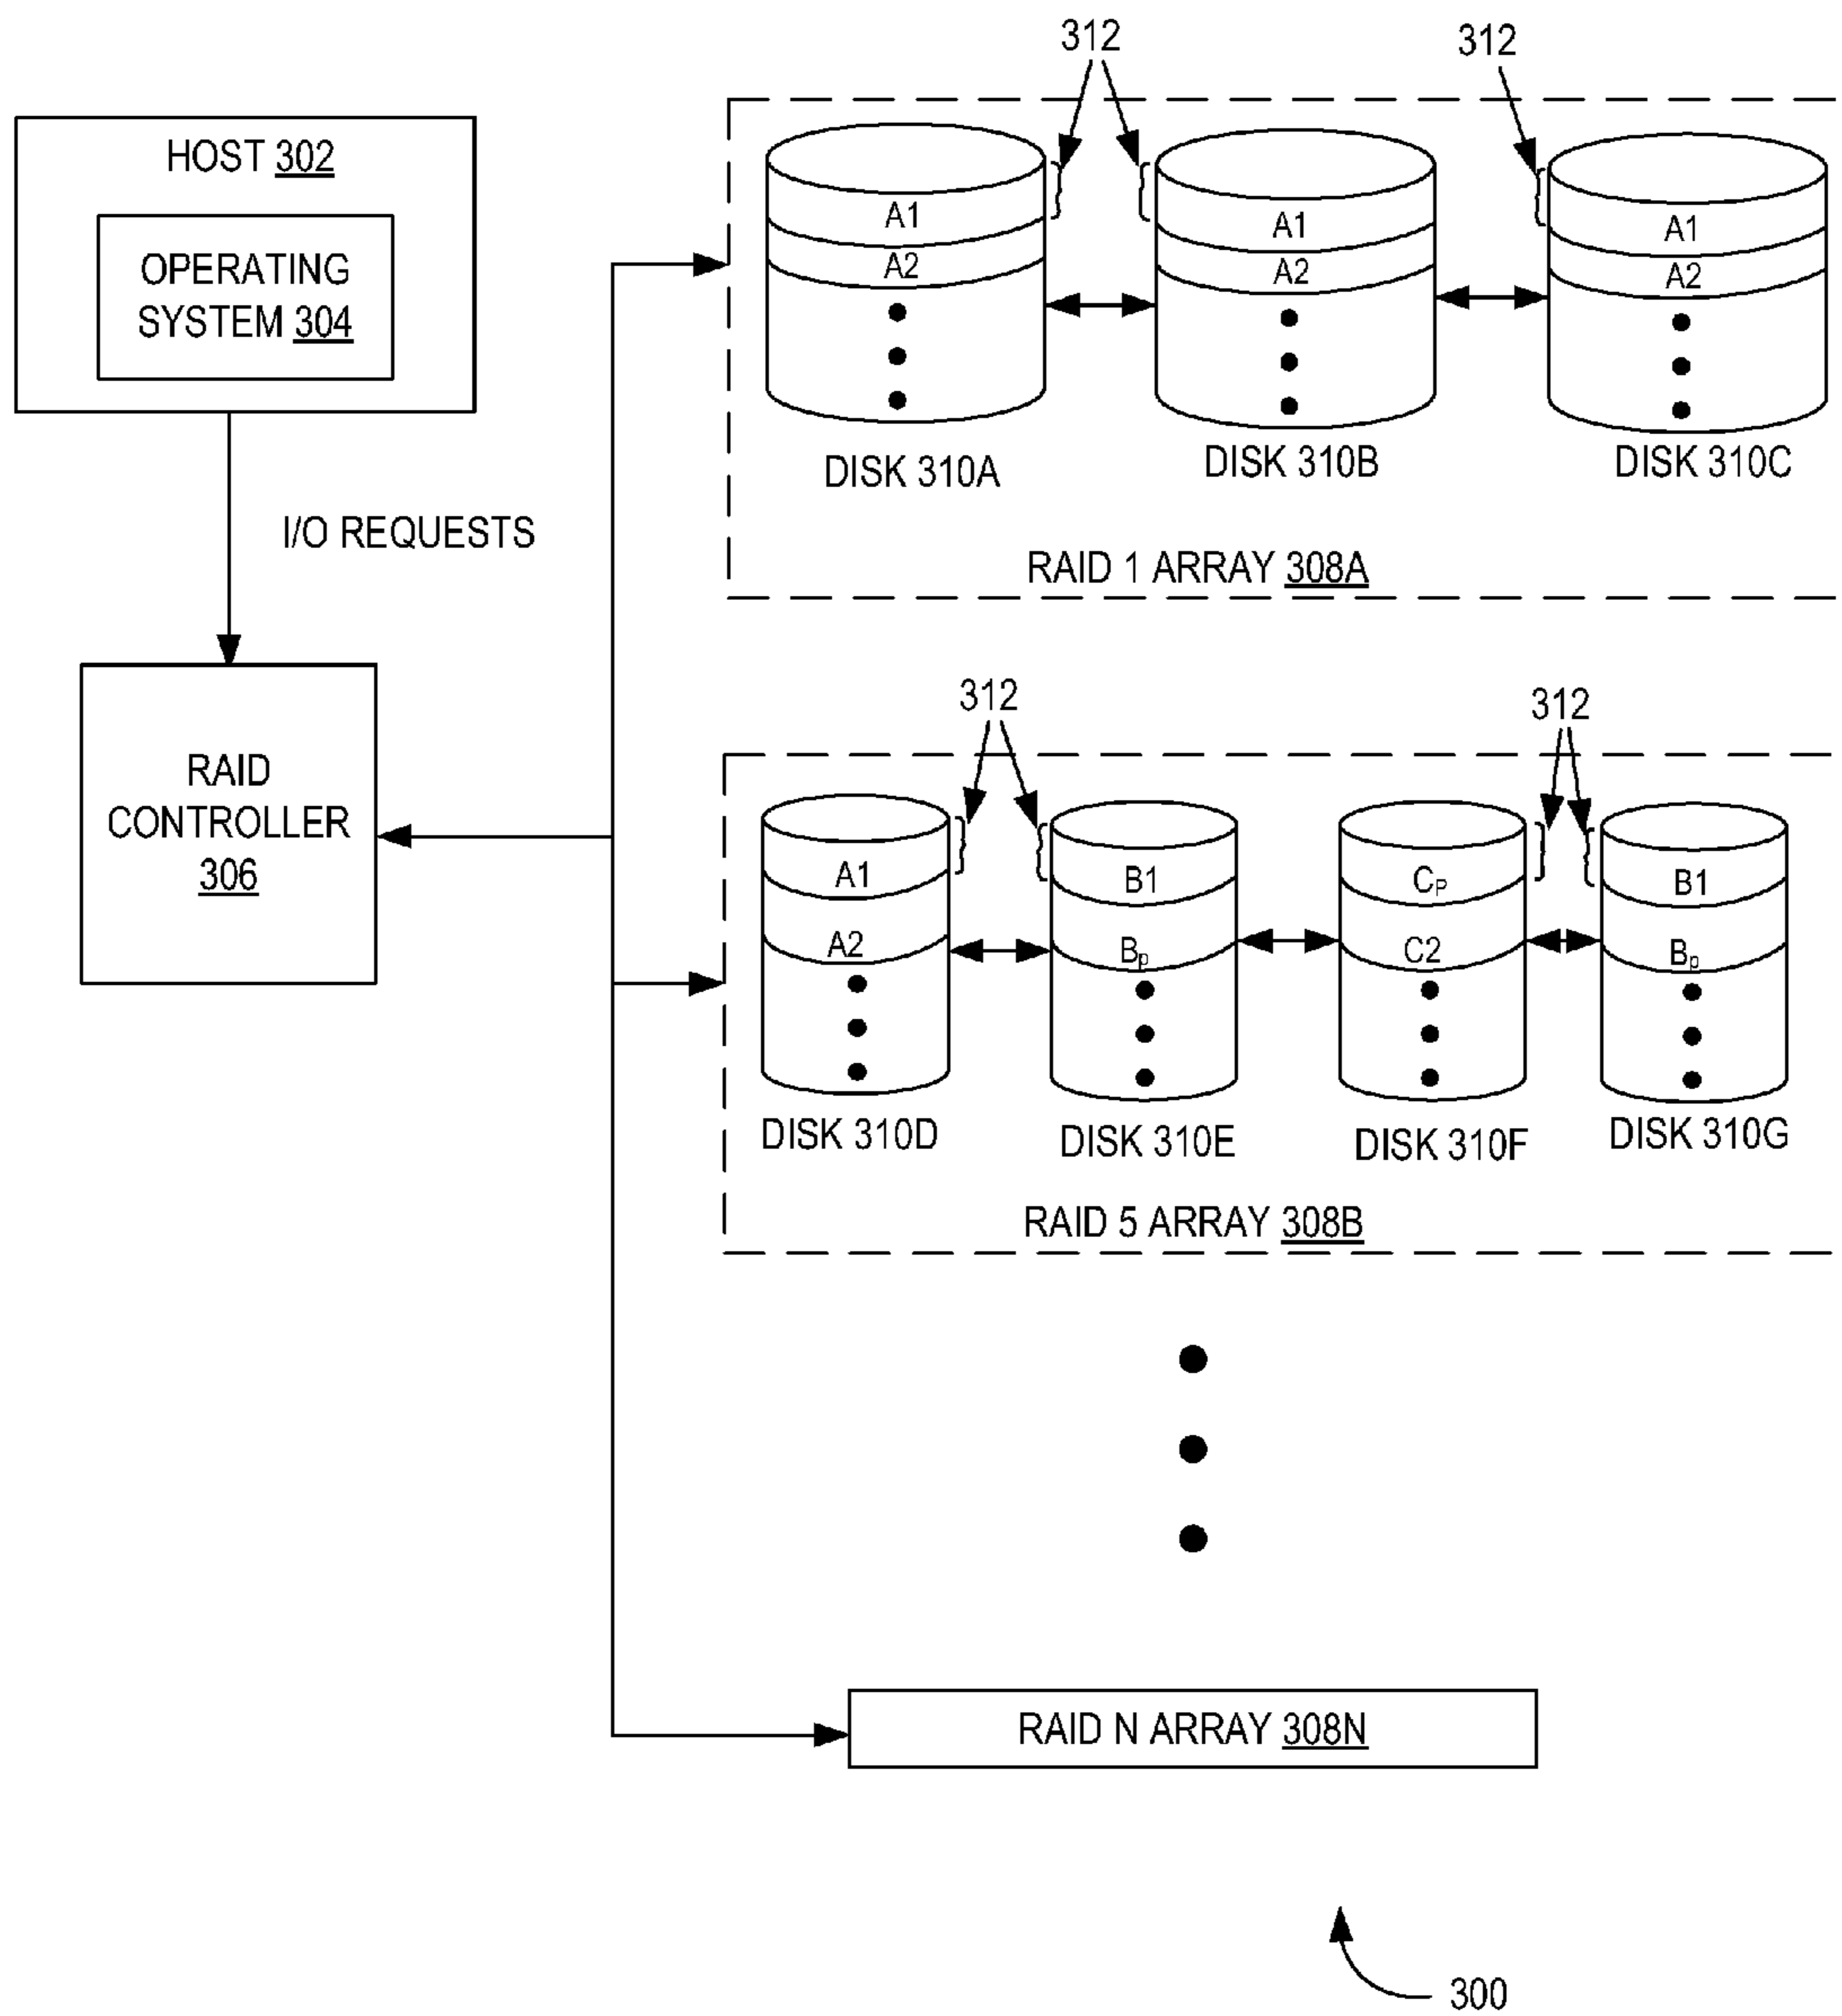 312
312
HOST 302
OPERATING
SYSTEM 304
A1
A2
A1
A2
A1
A2
DISK 310A
DISK 310B
DISK 310C
I/O REQUESTS
RAID 1 ARRAY 308A
RAID
CONTROLLER
306
312
312
A1
A2
B1
Bp
CP
C2
B1
Bp
DISK 310D
DISK 310E
DISK 310F
DISK 310G
RAID 5 ARRAY 308B
RAID N ARRAY 308N
300